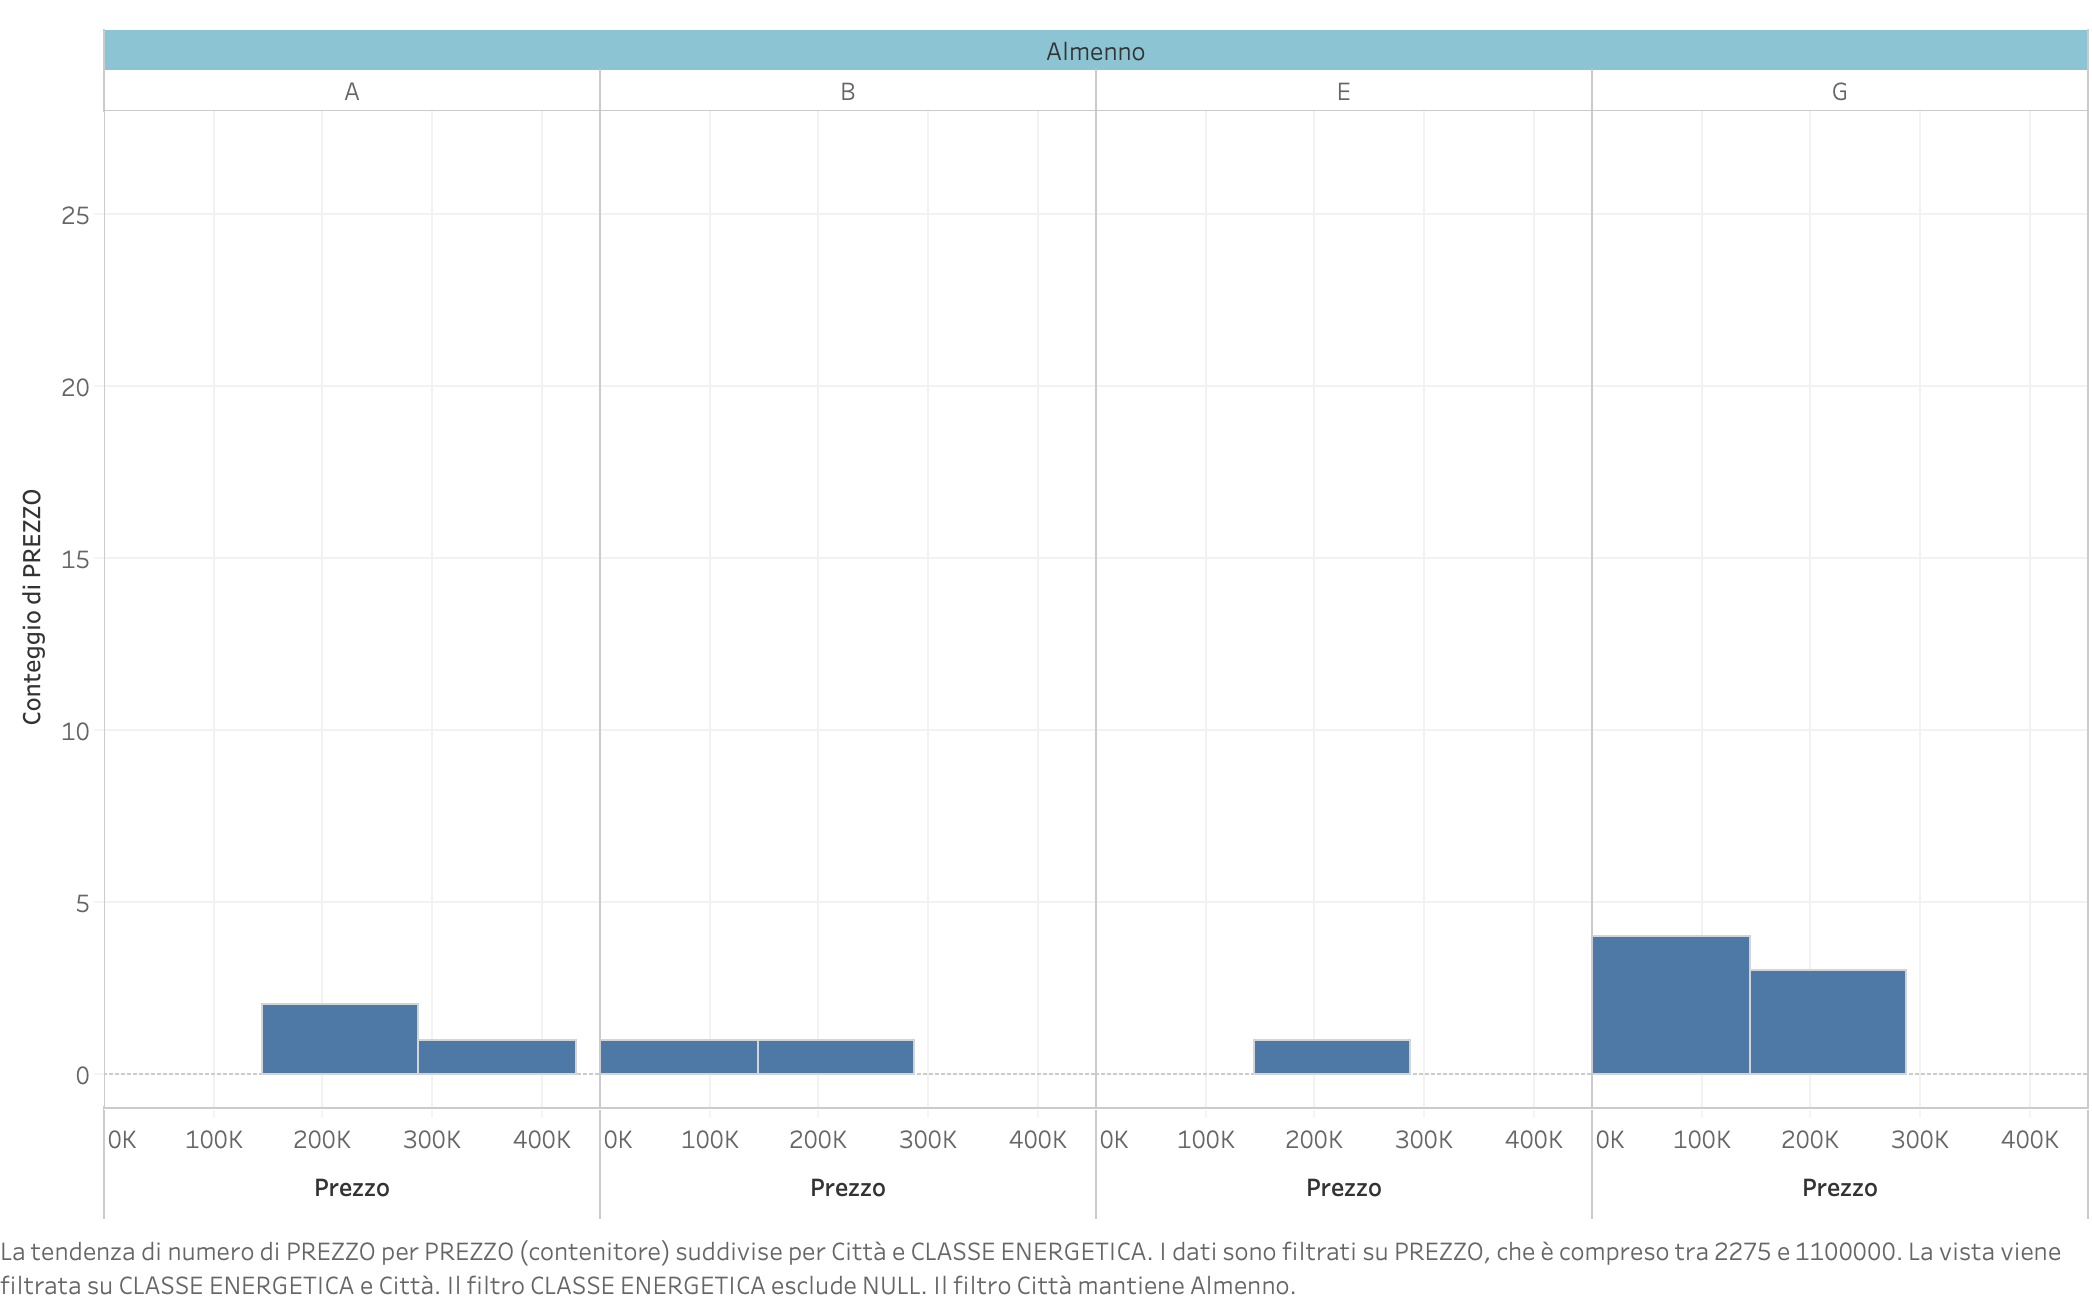 Almenno
A B E G
25
20
15
10
5
0
Conteggio di PREZZO
0K 100K 200K 300K 400K 0K 100K 200K 300K 400K 0K 100K 200K 300K 400K 0K 100K 200K 300K 400K
Prezzo Prezzo Prezzo Prezzo
La tendenza di numero di PREZZO per PREZZO (contenitore) suddivise per Città e CLASSE ENERGETICA. I dati sono filtrati su PREZZO, che è compreso tra 2275 e 1100000. La vista viene
filtrata su CLASSE ENERGETICA e Città. Il filtro CLASSE ENERGETICA esclude NULL. Il filtro Città mantiene Almenno.